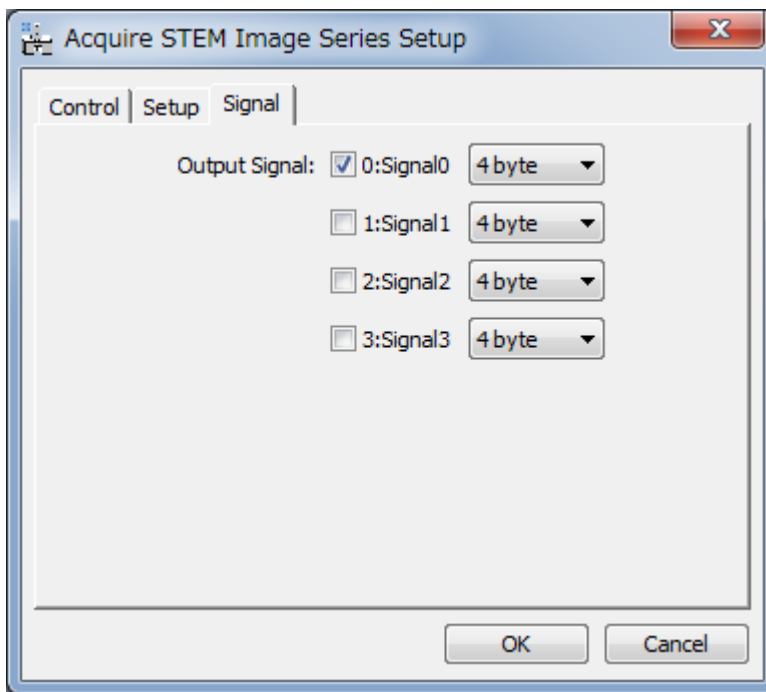 Acquire STEM Image Series Setup
Control Setup Signal
Output Signal: 0:Signal0 4 byte
1:Signal1 4 byte
2:Signal2 4 byte
3:Signal3 4 byte
OK Cancel